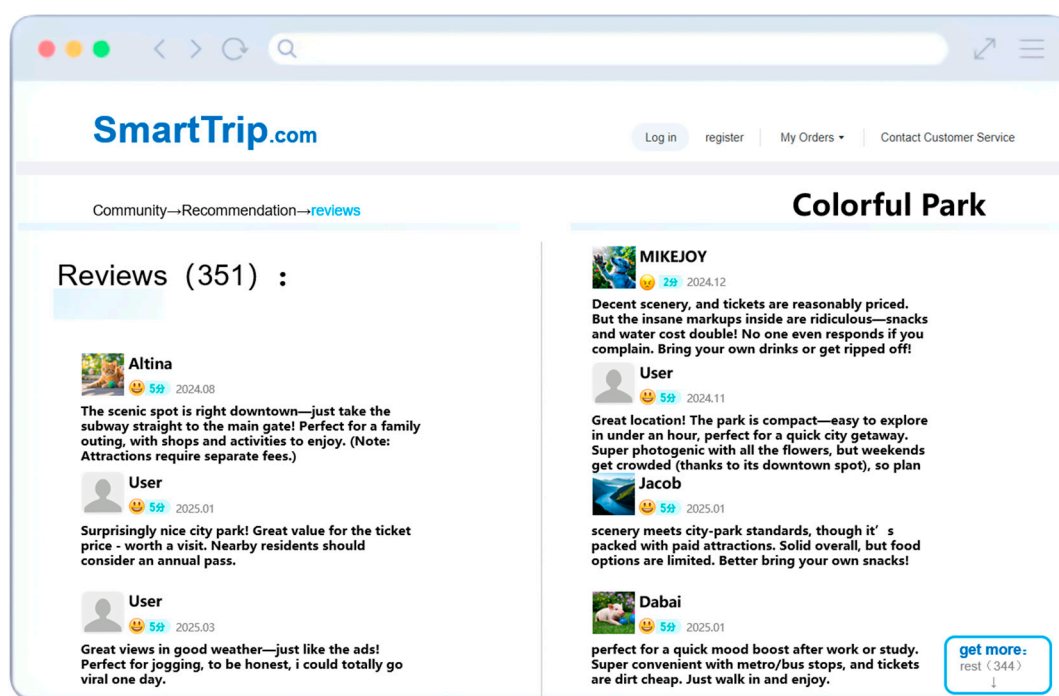 SmartTrip.com
Log in
register
My Orders
Contact Customer Service
Community→Recommendation→reviews
Colorful Park
Reviews（351）：
Altina
5分 2024.08
The scenic spot is right downtown—just take the
subway straight to the main gate! Perfect for a family
outing, with shops and activities to enjoy. (Note:
Attractions require separate fees.)
User
5分 2025.01
Surprisingly nice city park! Great value for the ticket
price - worth a visit. Nearby residents should
consider an annual pass.
User
5分 2025.03
Great views in good weather—just like the ads!
Perfect for jogging, to be honest, i could totally go
viral one day.
MIKEJOY
2分 2024.12
Decent scenery, and tickets are reasonably priced.
But the insane markups inside are ridiculous—snacks
and water cost double! No one even responds if you
complain. Bring your own drinks or get ripped off!
User
5分 2024.11
Great location! The park is compact—easy to explore
in under an hour, perfect for a quick city getaway.
Super photogenic with all the flowers, but weekends
get crowded (thanks to its downtown spot), so plan
Jacob
5分 2025.01
scenery meets city-park standards, though it’s
packed with paid attractions. Solid overall, but food
options are limited. Better bring your own snacks!
Dabai
5分 2025.01
perfect for a quick mood boost after work or study.
Super convenient with metro/bus stops, and tickets
are dirt cheap. Just walk in and enjoy.
get more：
rest（344）
↓